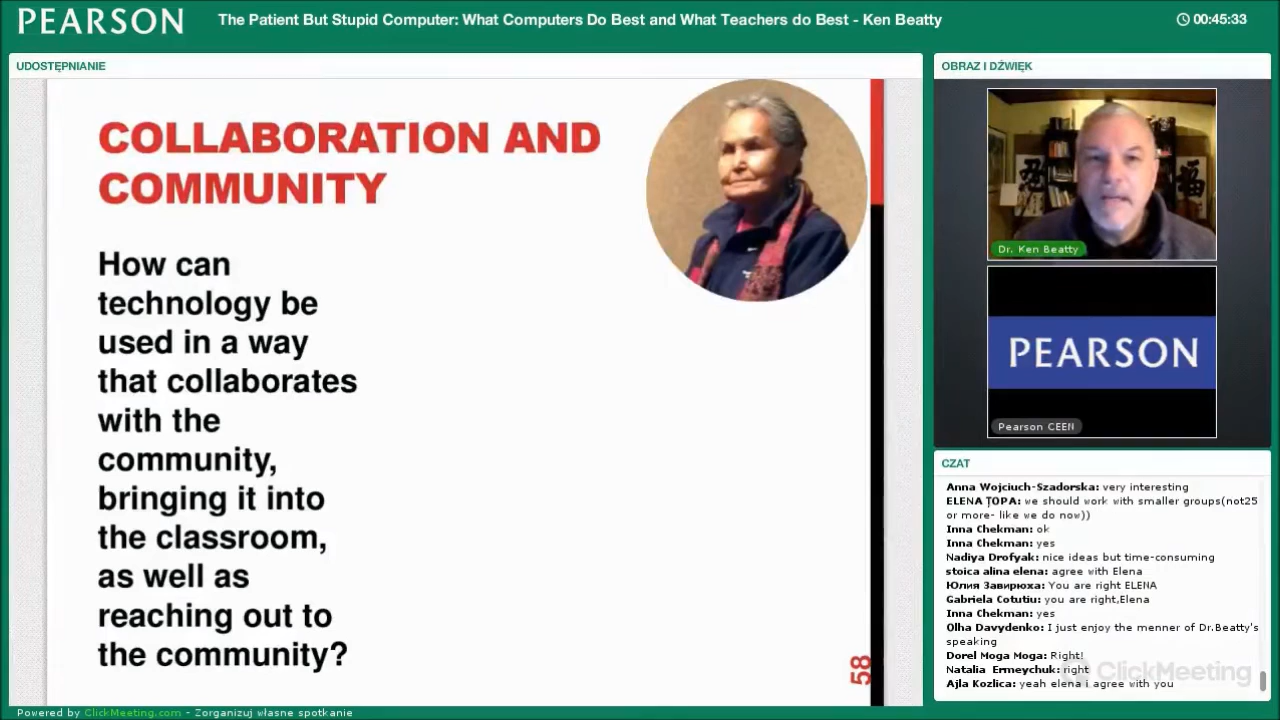 PEARSON
The Patient But Stupid Computer: What Computers Do Best and What Teachers do Best - Ken Beatty
00:45:33
UDOSTĘPNIANIE
COLLABORATION AND
COMMUNITY
How can
technology be
used in a way
that collaborates
with the
community,
bringing it into
the classroom,
as well as
reaching out to
the community?
58
OBRAZ I DŹWIĘK
忍
福
Dr. Ken Beatty
PEARSON
Pearson CEEN
CZAT
Anna Wojciuch-Szadorska: very interesting
ELENA ȚOPA: we should work with smaller groups(not25
or more- like we do now))
Inna Chekman: ok
Inna Chekman: yes
Nadiya Drofyak: nice ideas but time-consuming
stoica alina elena: agree with Elena
Юлия Завирюха: You are right ELENA
Gabriela Cotutiu: you are right,Elena
Inna Chekman: yes
Olha Davydenko: I just enjoy the menner of Dr.Beatty's
speaking
Dorel Moga Moga: Right!
Natalia Ermeychuk: right
Ajla Kozlica: yeah elena i agree with you
ClickMeeting
Powered by ClickMeeting.com - Zorganizuj własne spotkanie